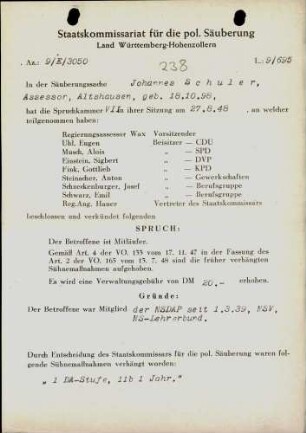 Staatskommissariat für die pol. Säuberung
Land Württemberg-Hohenzollern
Az.: 9/E/3050
238
L.: 9/695
In der Säuberungssache Johannes Schuler,
Assessor, Altshausen, geb. 18.10.98,
hat die Spruchkammer VII in ihrer Sitzung am 27.8.48, an welcher
teilgenommen haben:
Regierungsassessor Wax Vorsitzender
Uhl, Eugen Beisitzer — CDU
Musch, Alois „ — SPD
Einstein, Sigbert „ — DVP
Fink, Gottlieb „ — KPD
Steinacher, Anton „ — Gewerkschaften
Schneckenburger, Josef „ — Berufsgruppe
Schwarz, Emil „ — Berufsgruppe
Reg.Ang. Hauer Vertreter des Staatskommissars
beschlossen und verkündet folgenden
SPRUCH:
Der Betroffene ist Mitläufer.
Gemäß Art. 4 der VO. 133 vom 17. 11. 47 in der Fassung des
Art. 2 der VO. 165 vom 13. 7. 48 sind die früher verhängten
Sühnemaßnahmen aufgehoben.
Es wird eine Verwaltungsgebühr von DM 20.- erhoben.
Gründe:
Der Betroffene war Mitglied der NSDAP seit 1.3.39, NSV,
NS-Lehrerbund.
Durch Entscheidung des Staatskommissars für die pol. Säuberung waren fol-
gende Sühnemaßnahmen verhängt worden:
„ 1 DA-Stufe, 11b 1 Jahr."